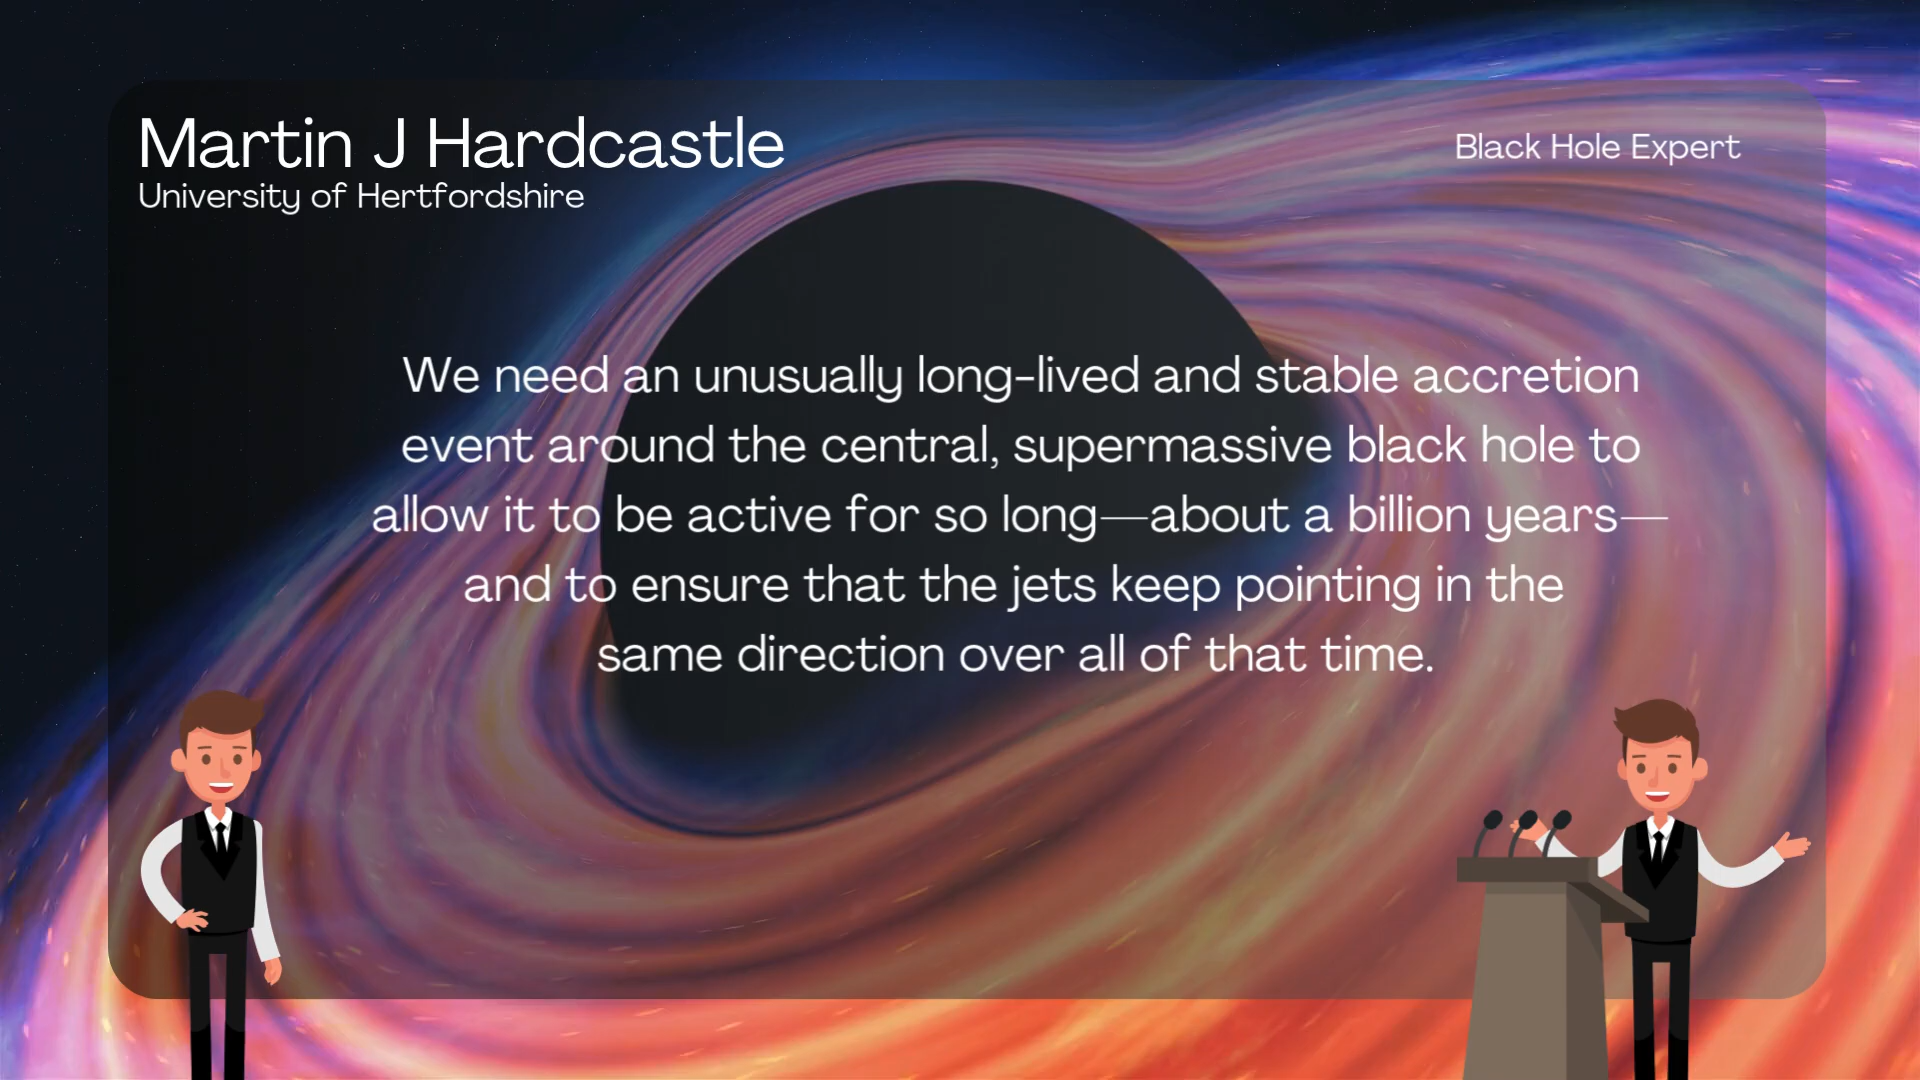 Martin J Hardcastle
University of Hertfordshire
Black Hole Expert
We need an unusually long-lived and stable accretion
event around the central, supermassive black hole to
allow it to be active for so long—about a billion years—
and to ensure that the jets keep pointing in the
same direction over all of that time.